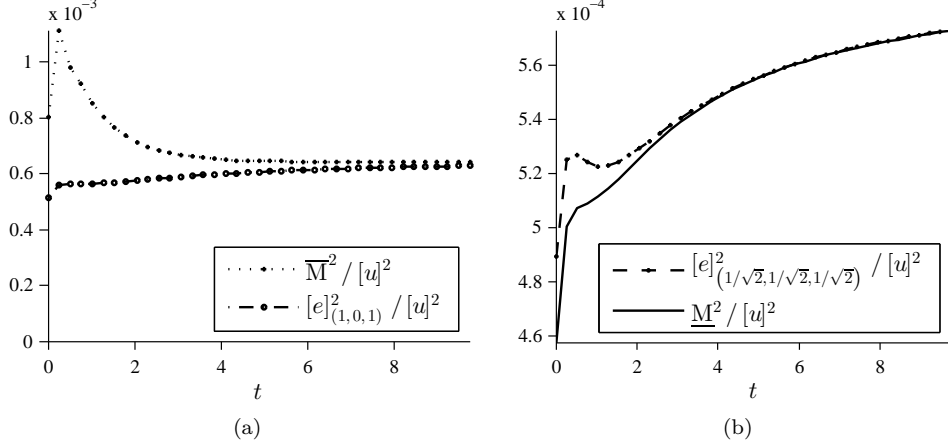 x 10⁻³
1
0.8
0.6
0.4
0.2
0
0 2 4 6 8
t
M̅² / [u]²
[e]²₍₁,₀,₁₎ / [u]²
(a)
x 10⁻⁴
5.6
5.4
5.2
5
4.8
4.6
0 2 4 6 8
t
[e]²₍₁/√2,1/√2,1/√2₎ / [u]²
M̲² / [u]²
(b)